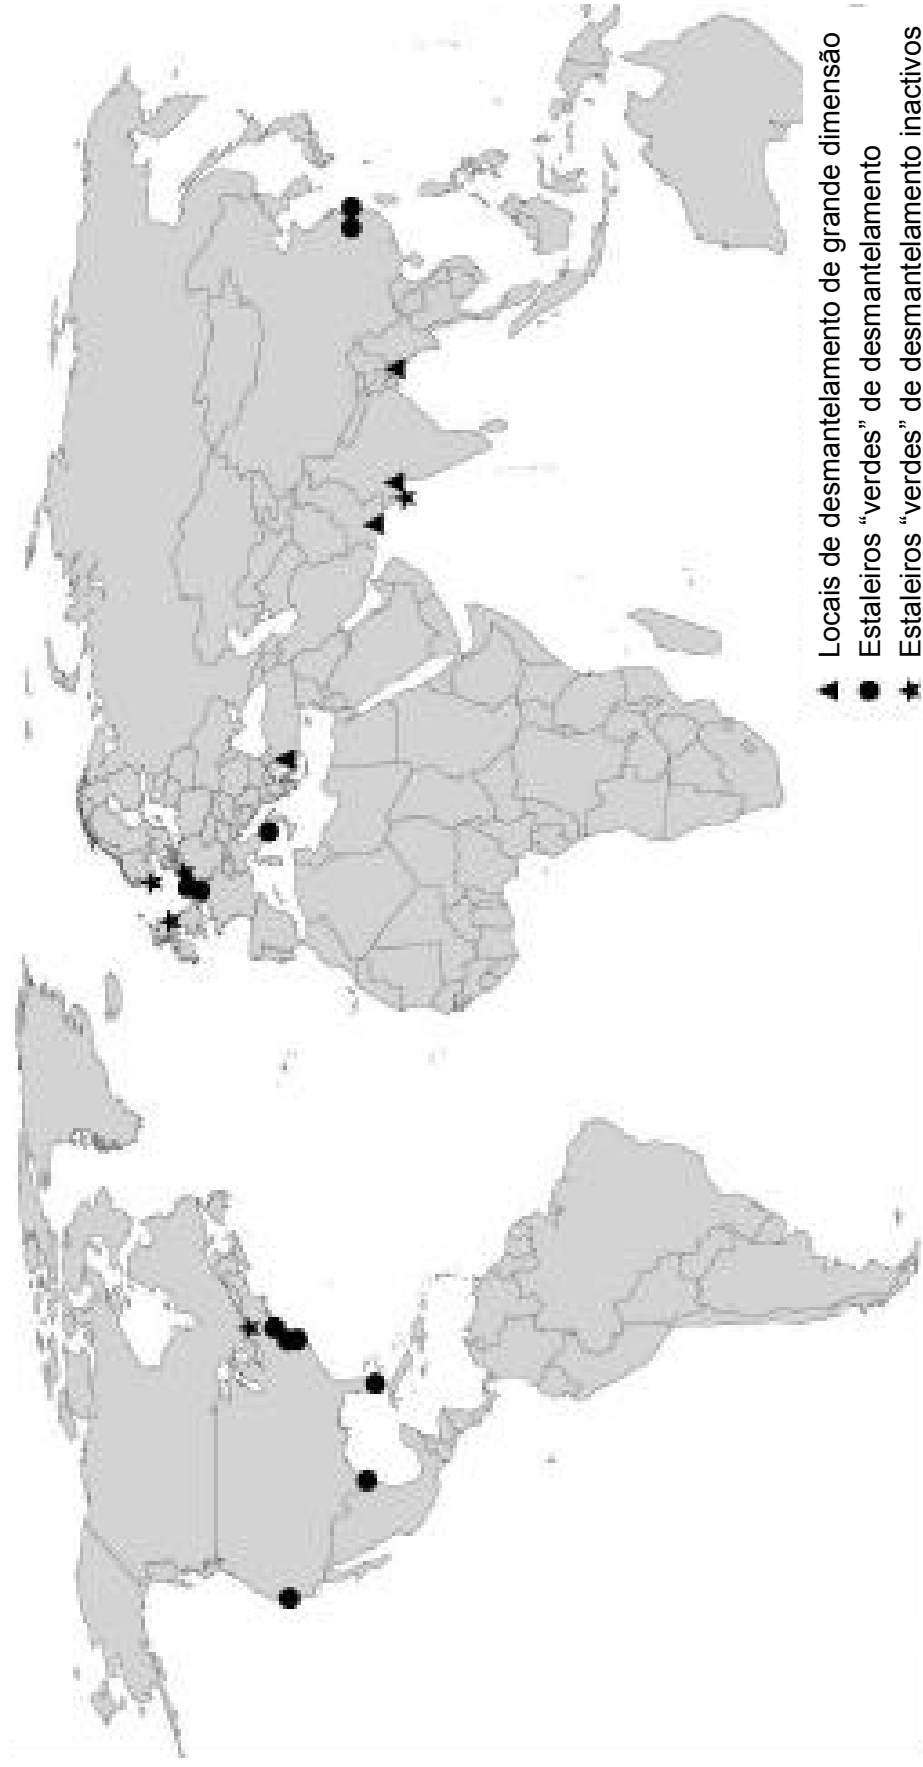 Locais de desmantelamento de grande dimensão
Estaleiros “verdes” de desmantelamento
Estaleiros “verdes” de desmantelamento inactivos